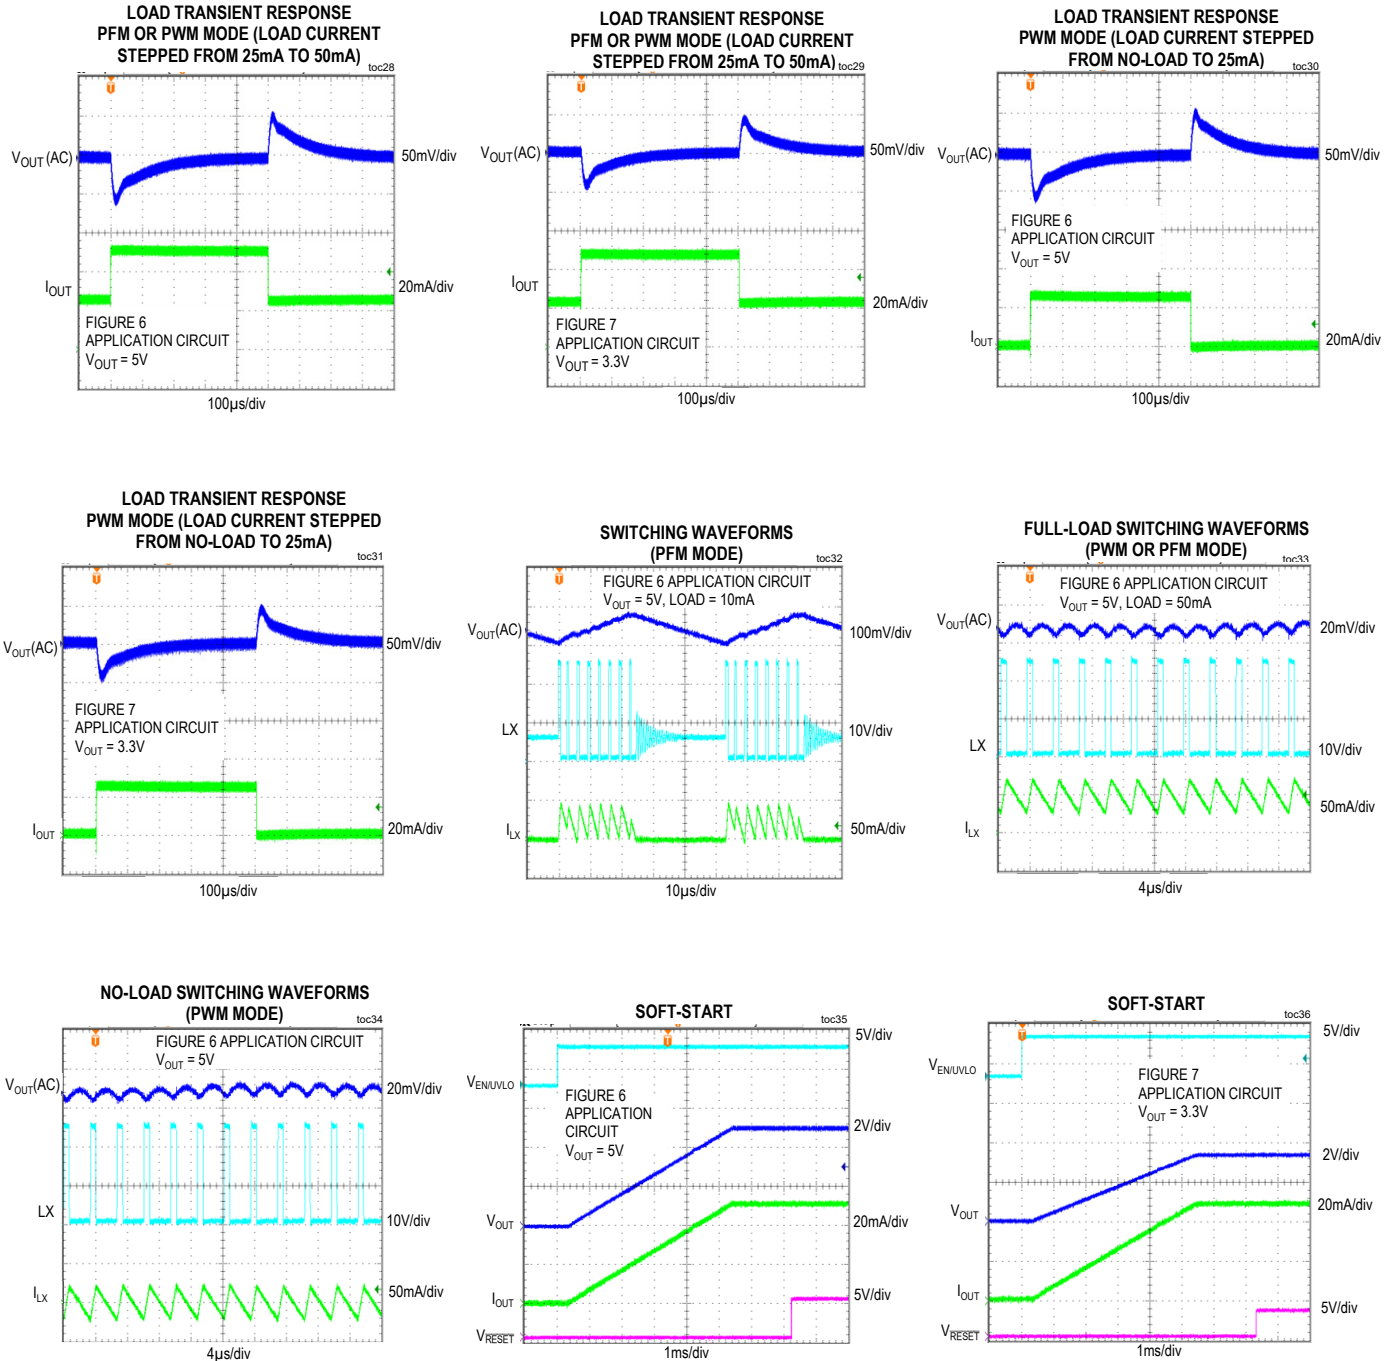 LOAD TRANSIENT RESPONSE
PFM OR PWM MODE (LOAD CURRENT
STEPPED FROM 25mA TO 50mA)
toc28
T
VOUT(AC)
50mV/div
IOUT
20mA/div
FIGURE 6
APPLICATION CIRCUIT
VOUT = 5V
100µs/div
LOAD TRANSIENT RESPONSE
PFM OR PWM MODE (LOAD CURRENT
STEPPED FROM 25mA TO 50mA)
toc29
T
VOUT(AC)
50mV/div
IOUT
20mA/div
FIGURE 7
APPLICATION CIRCUIT
VOUT = 3.3V
100µs/div
LOAD TRANSIENT RESPONSE
PWM MODE (LOAD CURRENT STEPPED
FROM NO-LOAD TO 25mA)
toc30
T
VOUT(AC)
50mV/div
FIGURE 6
APPLICATION CIRCUIT
VOUT = 5V
IOUT
20mA/div
100µs/div
LOAD TRANSIENT RESPONSE
PWM MODE (LOAD CURRENT STEPPED
FROM NO-LOAD TO 25mA)
toc31
T
VOUT(AC)
50mV/div
FIGURE 7
APPLICATION CIRCUIT
VOUT = 3.3V
IOUT
20mA/div
100µs/div
SWITCHING WAVEFORMS
(PFM MODE)
toc32
T
FIGURE 6 APPLICATION CIRCUIT
VOUT = 5V, LOAD = 10mA
VOUT(AC)
100mV/div
LX
10V/div
ILX
50mA/div
10µs/div
FULL-LOAD SWITCHING WAVEFORMS
(PWM OR PFM MODE)
toc33
T
FIGURE 6 APPLICATION CIRCUIT
VOUT = 5V, LOAD = 50mA
VOUT(AC)
20mV/div
LX
10V/div
ILX
50mA/div
4µs/div
NO-LOAD SWITCHING WAVEFORMS
(PWM MODE)
toc34
T
FIGURE 6 APPLICATION CIRCUIT
VOUT = 5V
VOUT(AC)
20mV/div
LX
10V/div
ILX
50mA/div
4µs/div
SOFT-START
toc35
T
5V/div
VEN/UVLO
FIGURE 6
APPLICATION
CIRCUIT
VOUT = 5V
2V/div
VOUT
20mA/div
IOUT
5V/div
VRESET
1ms/div
SOFT-START
toc36
T
5V/div
VEN/UVLO
FIGURE 7
APPLICATION CIRCUIT
VOUT = 3.3V
2V/div
VOUT
20mA/div
IOUT
5V/div
VRESET
1ms/div